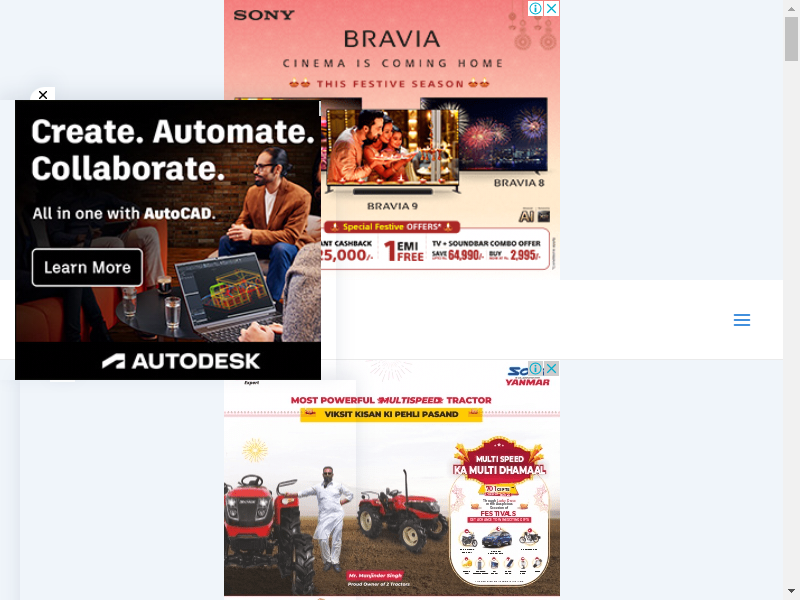 SONY
BRAVIA
CINEMA IS COMING HOME
THIS FESTIVE SEASON
BRAVIA 9
BRAVIA 8
AI
Special Festive OFFERS*
ANT CASHBACK
25,000/-
1 EMI FREE
TV + SOUNDBAR COMBO OFFER
SAVE 64,990/-
BUY 2,995/-
Create. Automate.
Collaborate.
All in one with AutoCAD.
Learn More
AUTODESK
YANMAR
Expert
MOST POWERFUL MULTISPEED TRACTOR
VIKSIT KISAN KI PEHLI PASAND
MULTI SPEED
KA MULTI DHAMAAL
FESTIVALS
Mr. Manjinder Singh
Proud Owner of 2 Tractors